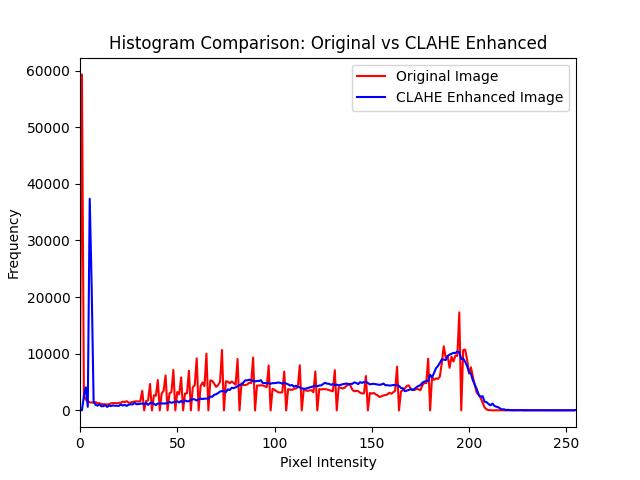 Histogram Comparison: Original vs CLAHE Enhanced
Original Image
CLAHE Enhanced Image
Frequency
60000
50000
40000
30000
20000
10000
0
0 50 100 150 200 250
Pixel Intensity